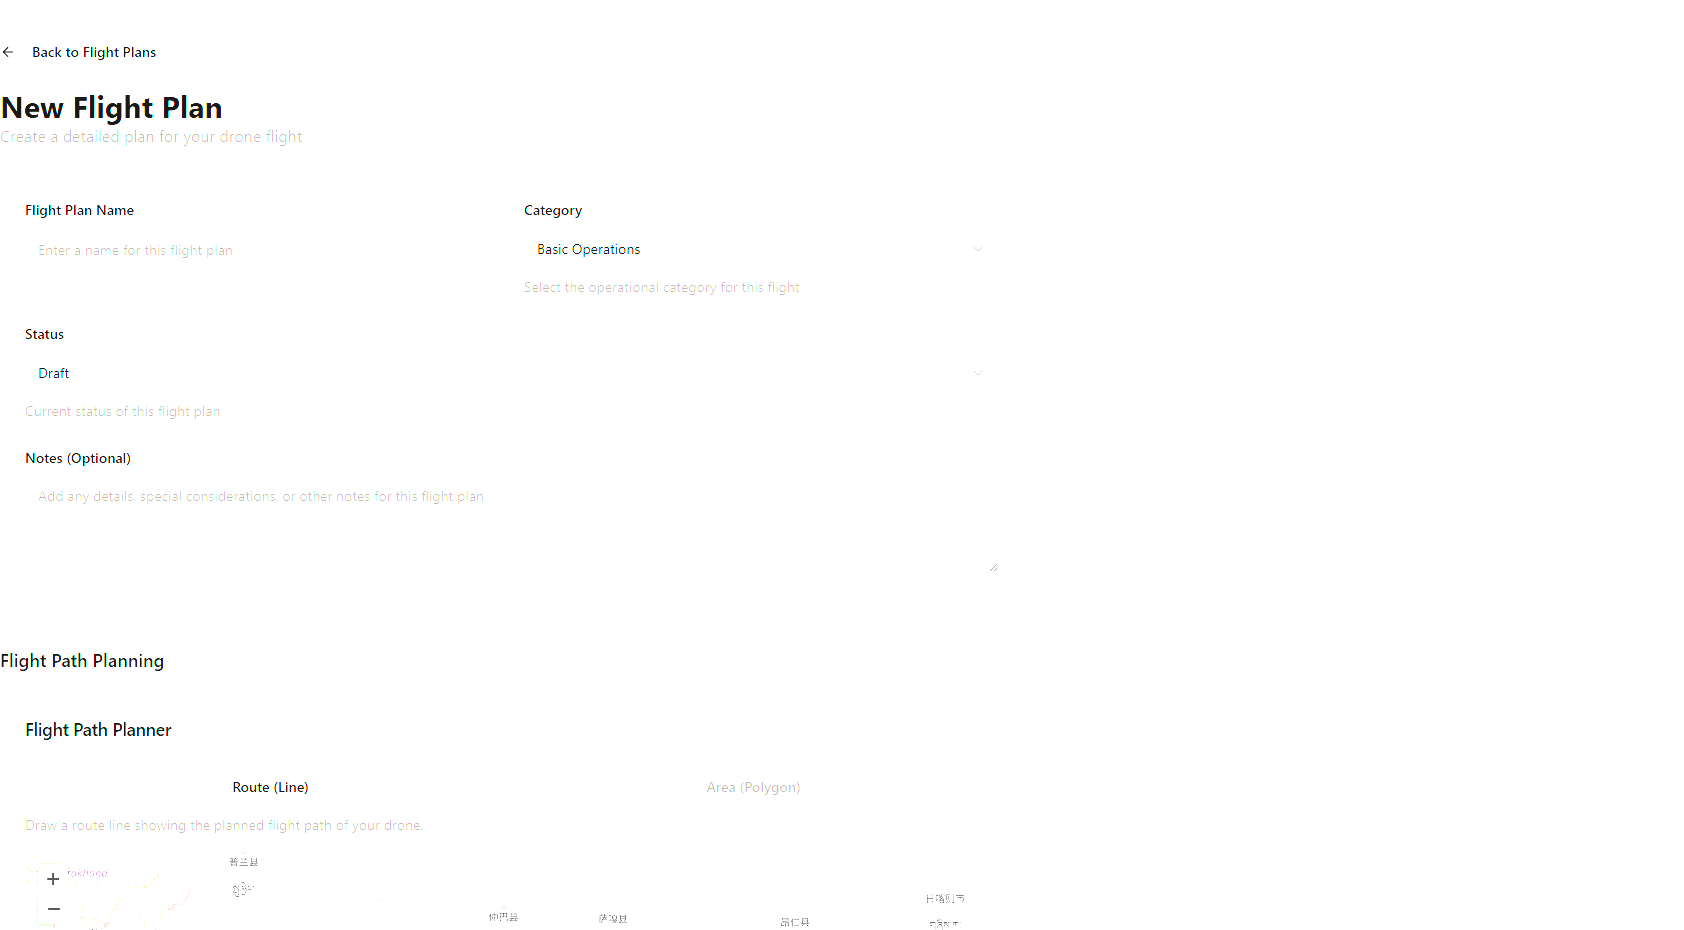 Back to Flight Plans
New Flight Plan
Create a detailed plan for your drone flight
Flight Plan Name
Category
Enter a name for this flight plan
Basic Operations
Select the operational category for this flight
Status
Draft
Current status of this flight plan
Notes (Optional)
Add any details, special considerations, or other notes for this flight plan
Flight Path Planning
Flight Path Planner
Route (Line)
Area (Polygon)
Draw a route line showing the planned flight path of your drone.
普兰县
+
−
日喀则市
仲巴县
萨嘎县
昂仁县